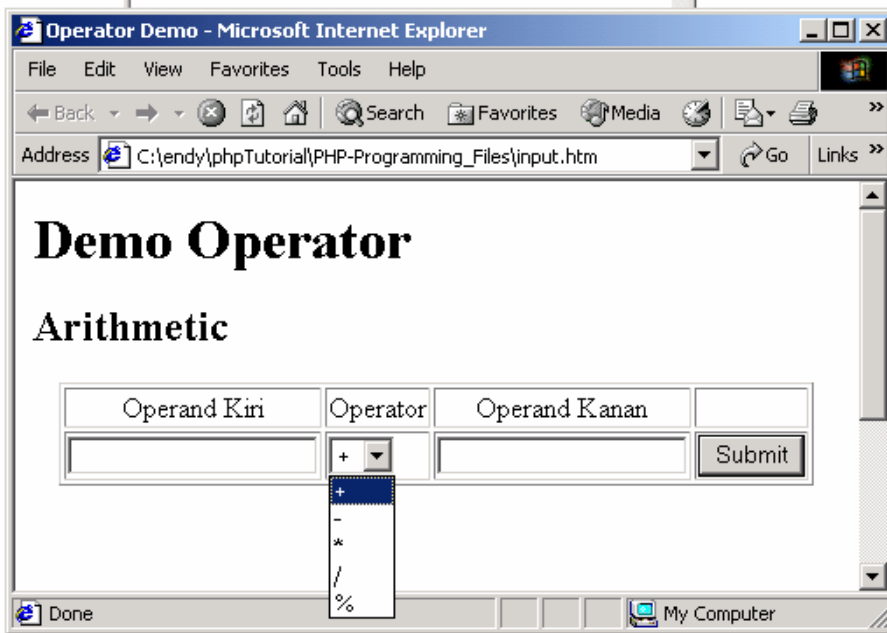 Operator Demo - Microsoft Internet Explorer
File Edit View Favorites Tools Help
Back Search Favorites Media »
Address C:\endy\phpTutorial\PHP-Programming_Files\input.htm Go Links »
Demo Operator
Arithmetic
Operand Kiri Operator Operand Kanan
+ Submit
+
-
*
/
%
Done My Computer